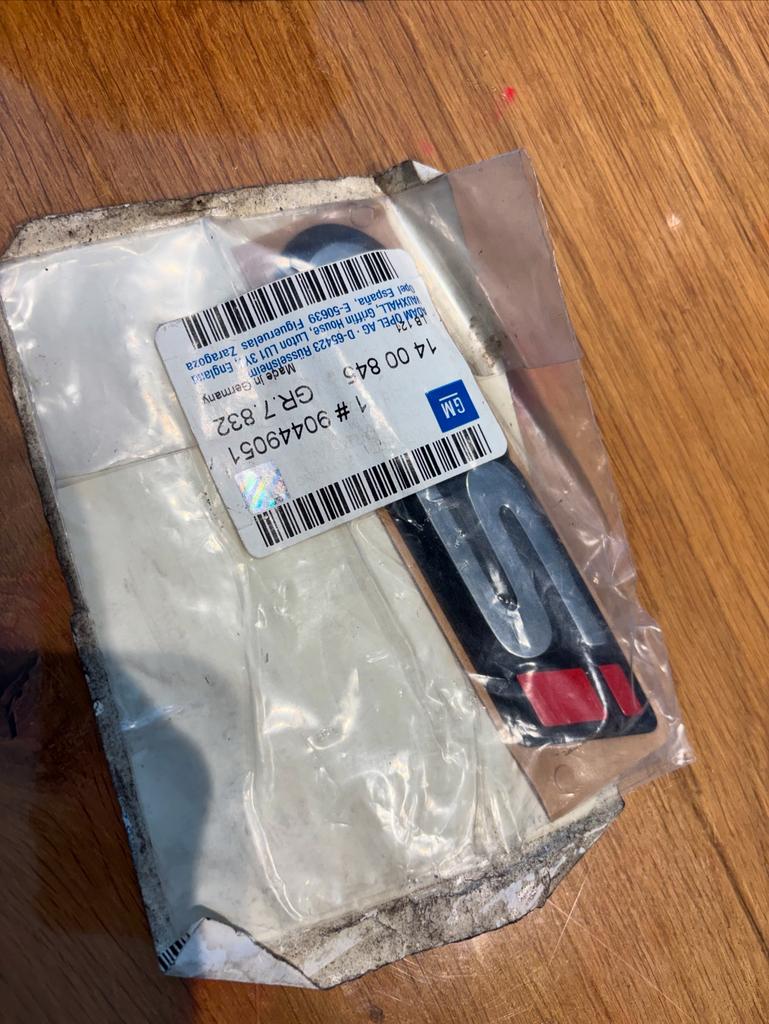 GM
1 # 90449051
14 00 845 GR.7.832
Made in Germany
ADAM OPEL AG · D-65423 Rüsselsheim
VAUXHALL, Griffin House, Luton LU1 England
Opel España, E-50639 Figueruelas Zaragoza